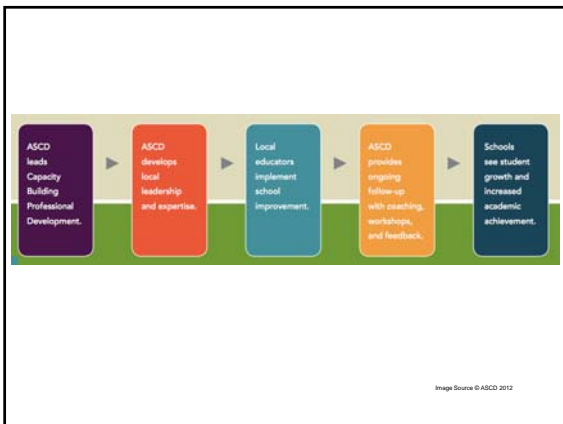 ASCD
leads
Capacity
Building
Professional
Development.
ASCD
develops
local
leadership
and expertise.
Local
educators
implement
school
improvement.
ASCD
provides
ongoing
follow-up
with coaching,
workshops,
and feedback.
Schools
see student
growth and
increased
academic
achievement.
Image Source © ASCD 2012